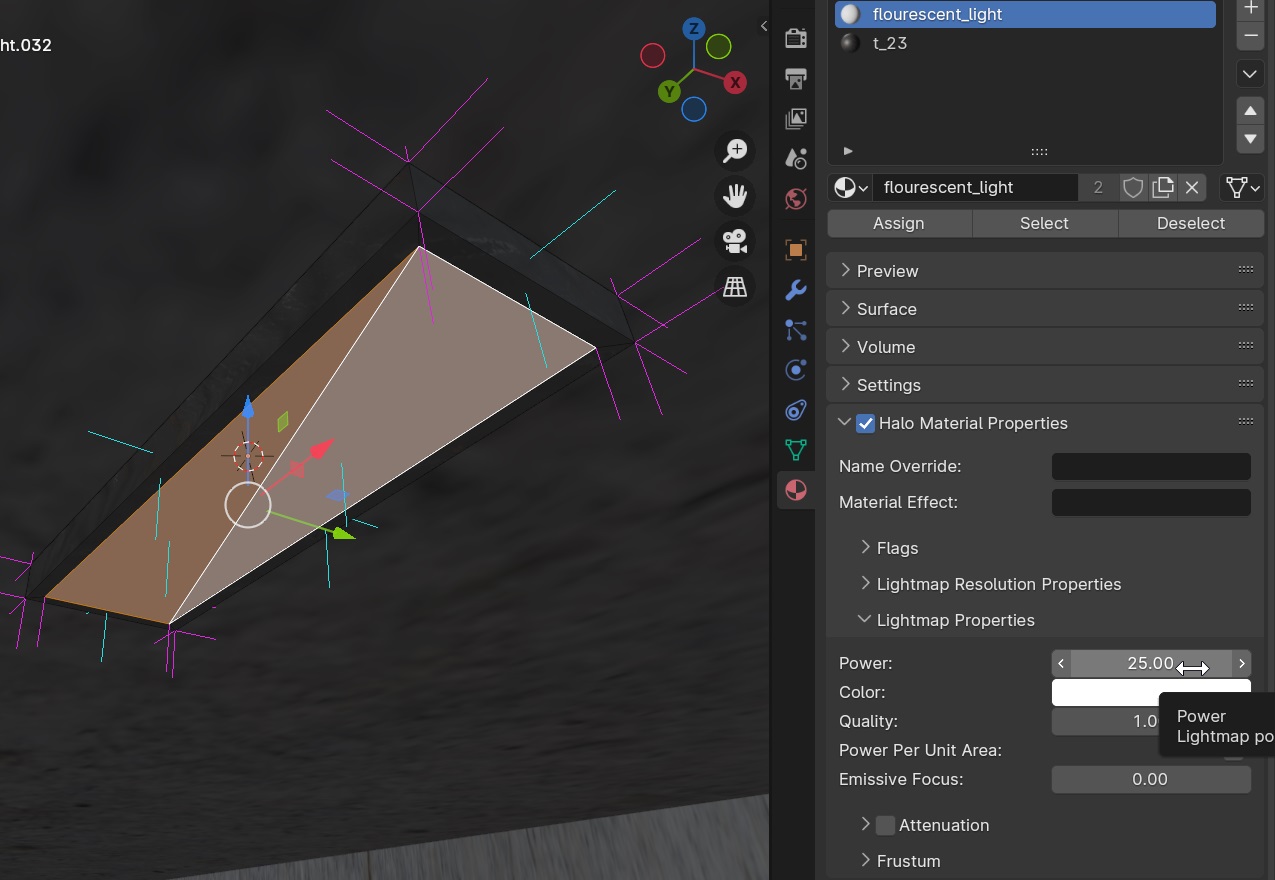 ht.032
Z
X
Y
flourescent_light
t_23
flourescent_light 2
Assign Select Deselect
Preview
Surface
Volume
Settings
Halo Material Properties
Name Override:
Material Effect:
Flags
Lightmap Resolution Properties
Lightmap Properties
Power: 25.00
Color:
Quality: 1.0
Power
Lightmap po
Power Per Unit Area:
Emissive Focus: 0.00
Attenuation
Frustum